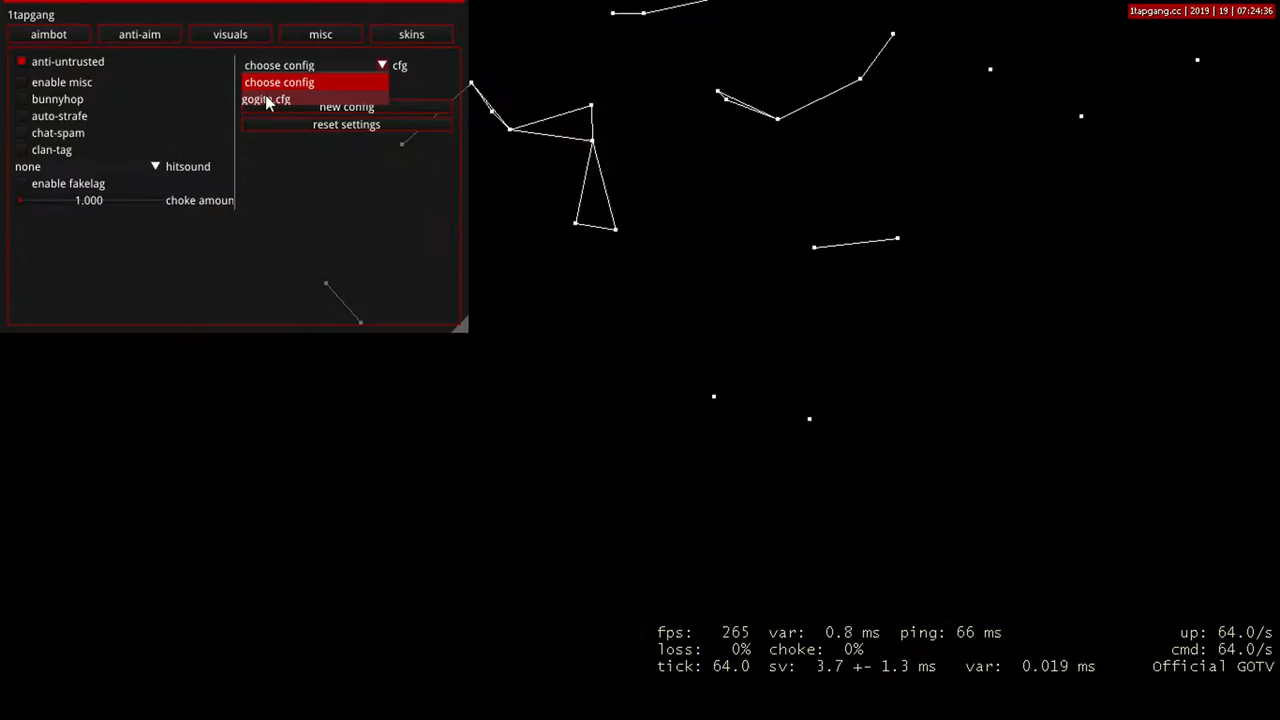 1tapgang
aimbot anti-aim visuals misc skins
anti-untrusted
enable misc
bunnyhop
auto-strafe
chat-spam
clan-tag
none hitsound
enable fakelag
1.000 choke amoun
choose config cfg
choose config
new config
reset settings
1tapgang.cc | 2019 | 19 | 07:24:36
fps: 265 var: 0.8 ms ping: 66 ms up: 64.0/s
loss: 0% choke: 0% cmd: 64.0/s
tick: 64.0 sv: 3.7 +- 1.3 ms var: 0.019 ms Official GOTV